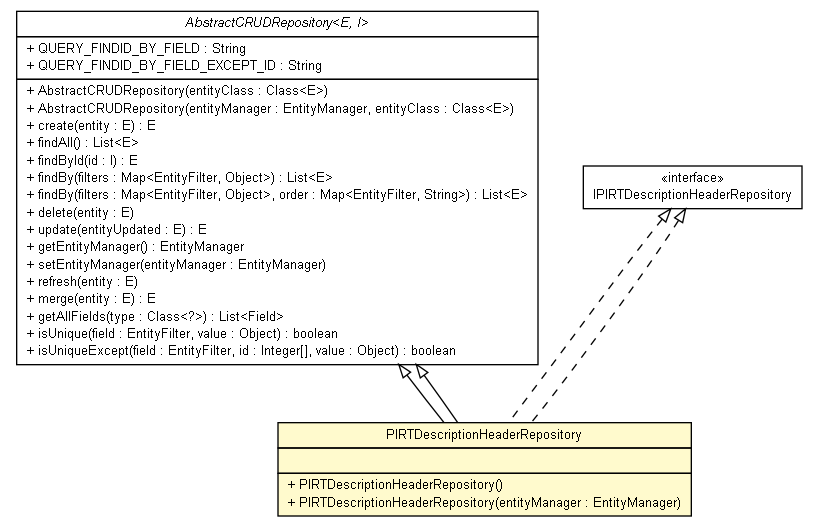 AbstractCRUDRepository<E, I>
+ QUERY_FINDID_BY_FIELD : String
+ QUERY_FINDID_BY_FIELD_EXCEPT_ID : String
+ AbstractCRUDRepository(entityClass : Class<E>)
+ AbstractCRUDRepository(entityManager : EntityManager, entityClass : Class<E>)
+ create(entity : E) : E
+ findAll() : List<E>
+ findById(id : I) : E
+ findBy(filters : Map<EntityFilter, Object>) : List<E>
+ findBy(filters : Map<EntityFilter, Object>, order : Map<EntityFilter, String>) : List<E>
+ delete(entity : E)
+ update(entityUpdated : E) : E
+ getEntityManager() : EntityManager
+ setEntityManager(entityManager : EntityManager)
+ refresh(entity : E)
+ merge(entity : E) : E
+ getAllFields(type : Class<?>) : List<Field>
+ isUnique(field : EntityFilter, value : Object) : boolean
+ isUniqueExcept(field : EntityFilter, id : Integer[], value : Object) : boolean
«interface»
IPIRTDescriptionHeaderRepository
PIRTDescriptionHeaderRepository
+ PIRTDescriptionHeaderRepository()
+ PIRTDescriptionHeaderRepository(entityManager : EntityManager)